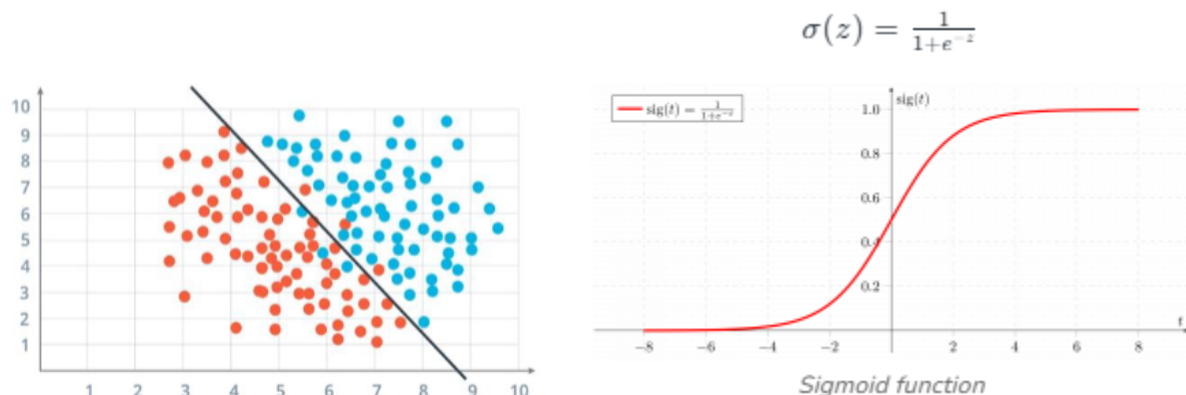 σ(z) = 1/(1+e^{-z})
10
9
8
7
6
5
4
3
2
1
1 2 3 4 5 6 7 8 9 10
sig(t) = 1/(1+e^{-z})
sig(t)
1.0
0.8
0.6
0.4
0.2
−8 −6 −4 −2 2 4 6 8
t
Sigmoid function